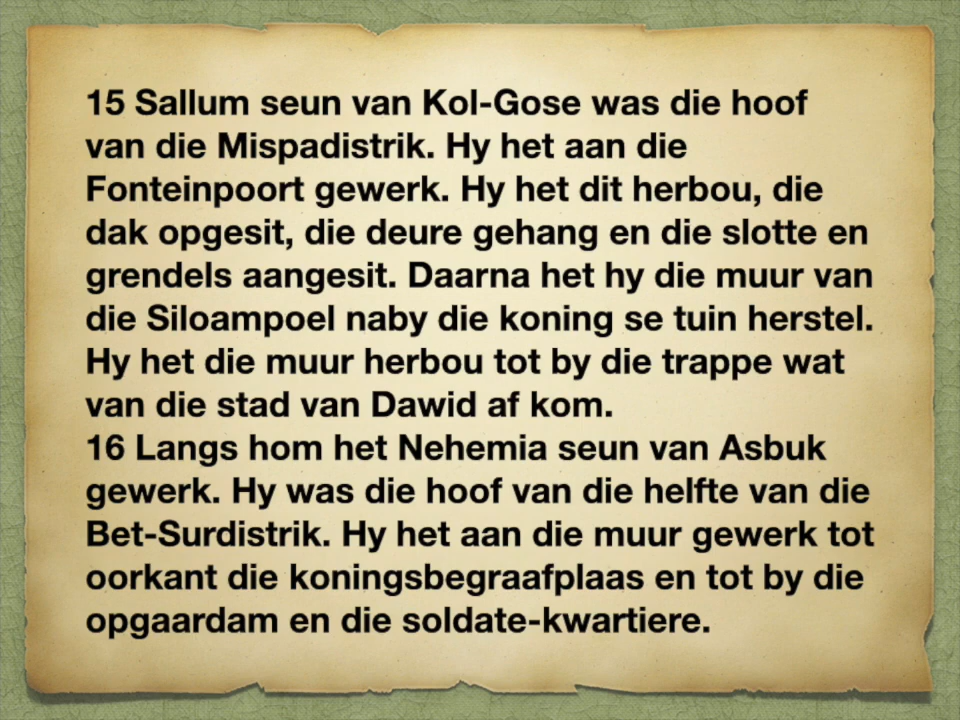 15 Sallum seun van Kol-Gose was die hoof
van die Mispadistrik. Hy het aan die
Fonteinpoort gewerk. Hy het dit herbou, die
dak opgesit, die deure gehang en die slotte en
grendels aangesit. Daarna het hy die muur van
die Siloampoel naby die koning se tuin herstel.
Hy het die muur herbou tot by die trappe wat
van die stad van Dawid af kom.
16 Langs hom het Nehemia seun van Asbuk
gewerk. Hy was die hoof van die helfte van die
Bet-Surdistrik. Hy het aan die muur gewerk tot
oorkant die koningsbegraafplaas en tot by die
opgaardam en die soldate-kwartiere.